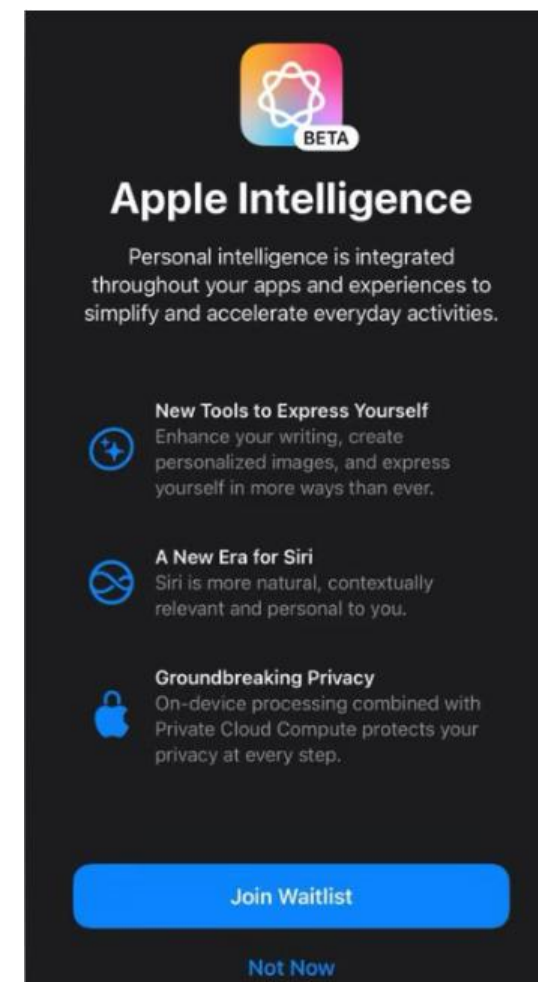 BETA
Apple Intelligence
Personal intelligence is integrated
throughout your apps and experiences to
simplify and accelerate everyday activities.
New Tools to Express Yourself
Enhance your writing, create
personalized images, and express
yourself in more ways than ever.
A New Era for Siri
Siri is more natural, contextually
relevant and personal to you.
Groundbreaking Privacy
On-device processing combined with
Private Cloud Compute protects your
privacy at every step.
Join Waitlist
Not Now